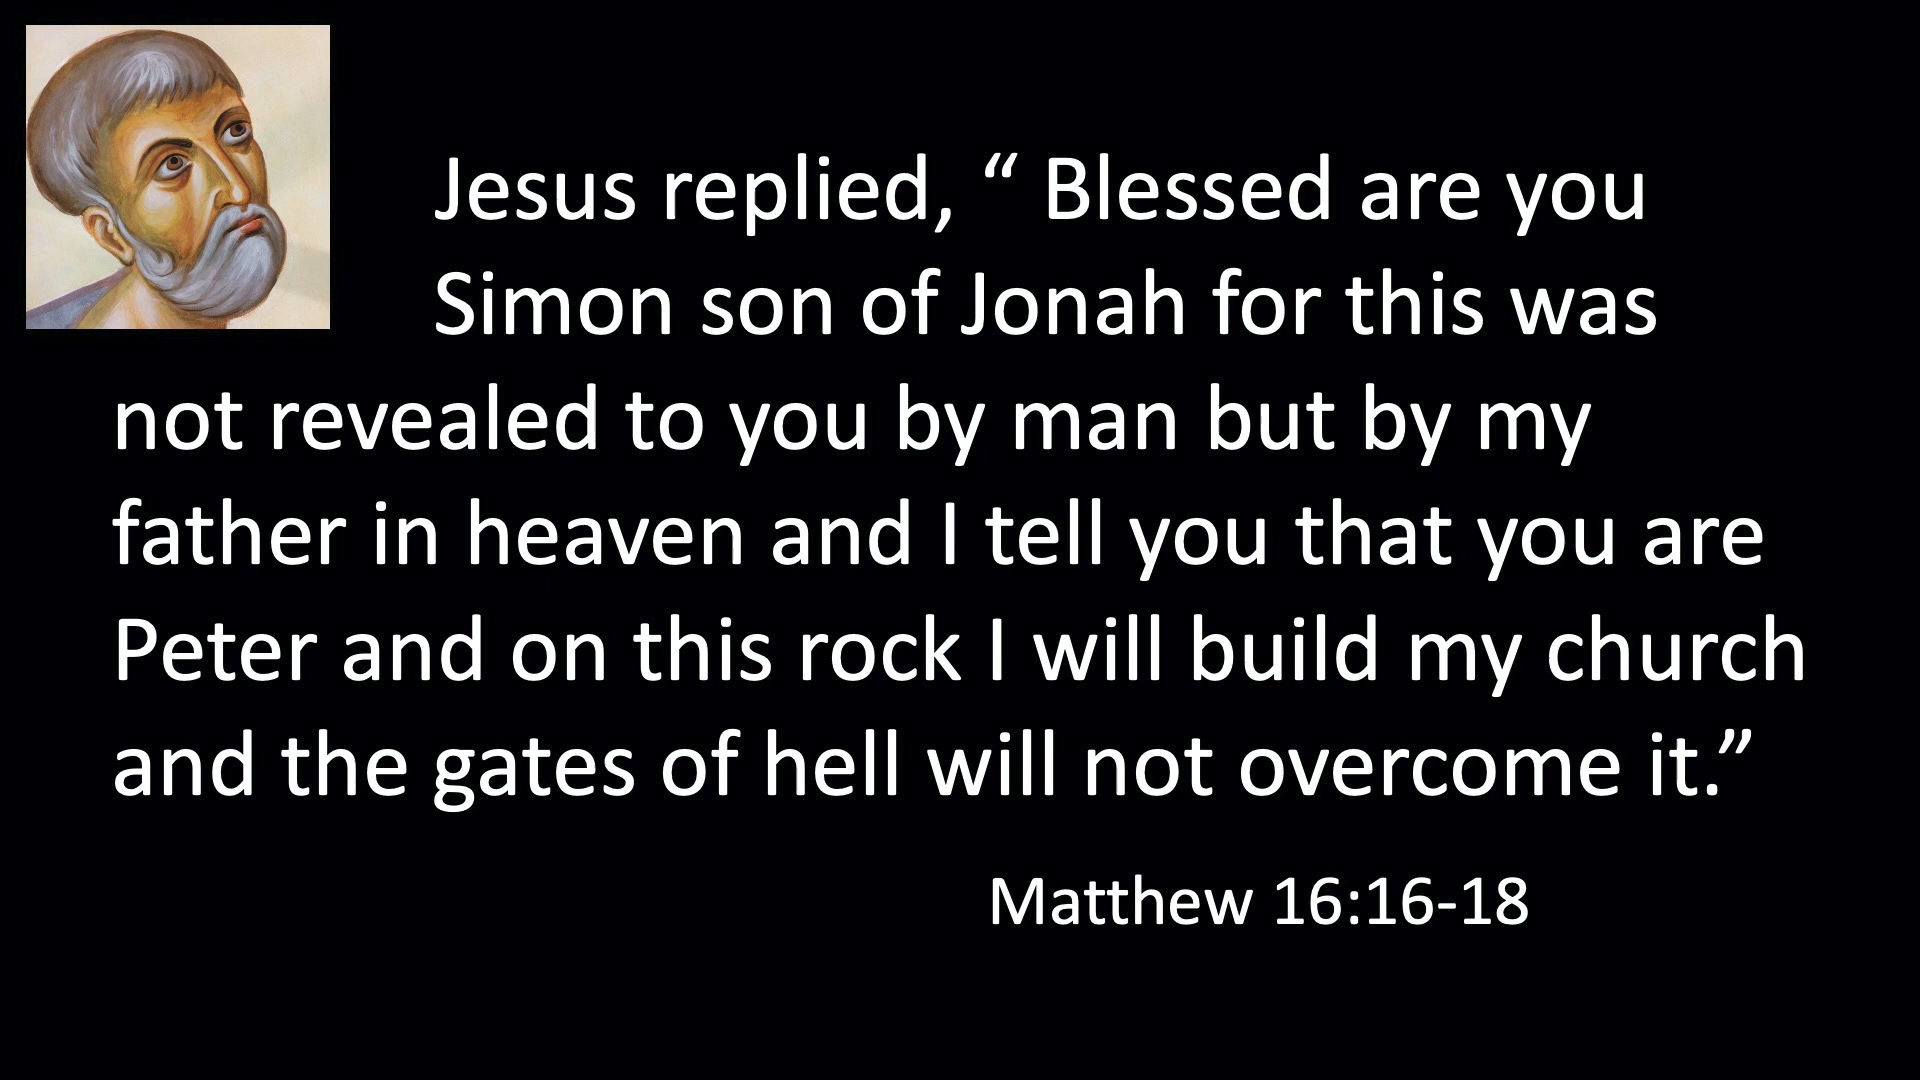 Jesus replied, “ Blessed are you
Simon son of Jonah for this was
not revealed to you by man but by my
father in heaven and I tell you that you are
Peter and on this rock I will build my church
and the gates of hell will not overcome it.”
Matthew 16:16-18